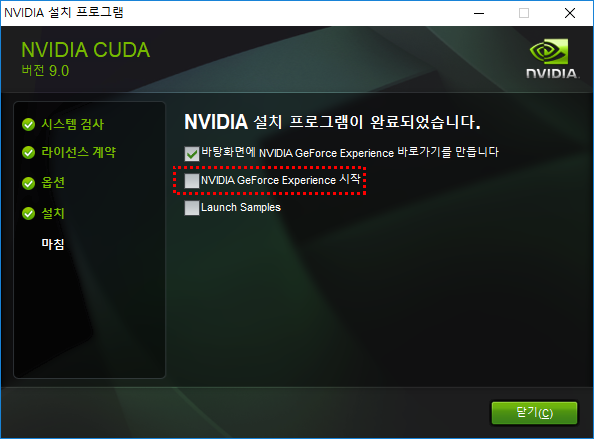 NVIDIA 설치 프로그램
NVIDIA CUDA
버전 9.0
NVIDIA.
시스템 검사
라이선스 계약
옵션
설치
마침
NVIDIA 설치 프로그램이 완료되었습니다.
바탕화면에 NVIDIA GeForce Experience 바로가기를 만듭니다
NVIDIA GeForce Experience 시작
Launch Samples
닫기(C)